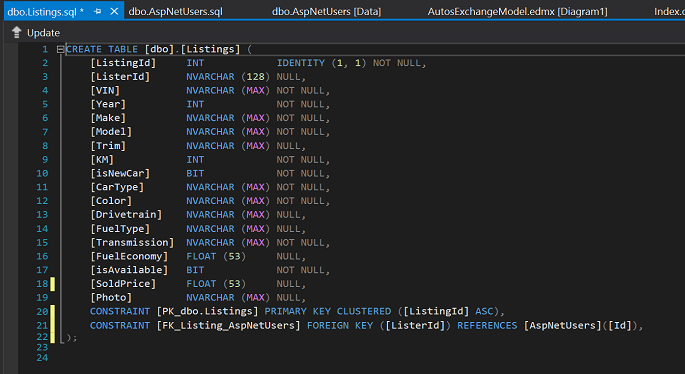 dbo.Listings.sql * dbo.AspNetUsers.sql dbo.AspNetUsers [Data] AutosExchangeModel.edmx [Diagram1] Index.c
Update
1 CREATE TABLE [dbo].[Listings] (
2 [ListingId] INT IDENTITY (1, 1) NOT NULL,
3 [ListerId] NVARCHAR (128) NULL,
4 [VIN] NVARCHAR (MAX) NOT NULL,
5 [Year] INT NOT NULL,
6 [Make] NVARCHAR (MAX) NOT NULL,
7 [Model] NVARCHAR (MAX) NOT NULL,
8 [Trim] NVARCHAR (MAX) NULL,
9 [KM] INT NOT NULL,
10 [isNewCar] BIT NOT NULL,
11 [CarType] NVARCHAR (MAX) NOT NULL,
12 [Color] NVARCHAR (MAX) NOT NULL,
13 [Drivetrain] NVARCHAR (MAX) NULL,
14 [FuelType] NVARCHAR (MAX) NULL,
15 [Transmission] NVARCHAR (MAX) NOT NULL,
16 [FuelEconomy] FLOAT (53) NULL,
17 [isAvailable] BIT NOT NULL,
18 [SoldPrice] FLOAT (53) NULL,
19 [Photo] NVARCHAR (MAX) NULL,
20 CONSTRAINT [PK_dbo.Listings] PRIMARY KEY CLUSTERED ([ListingId] ASC),
21 CONSTRAINT [FK_Listing_AspNetUsers] FOREIGN KEY ([ListerId]) REFERENCES [AspNetUsers]([Id]),
22 );
23
24